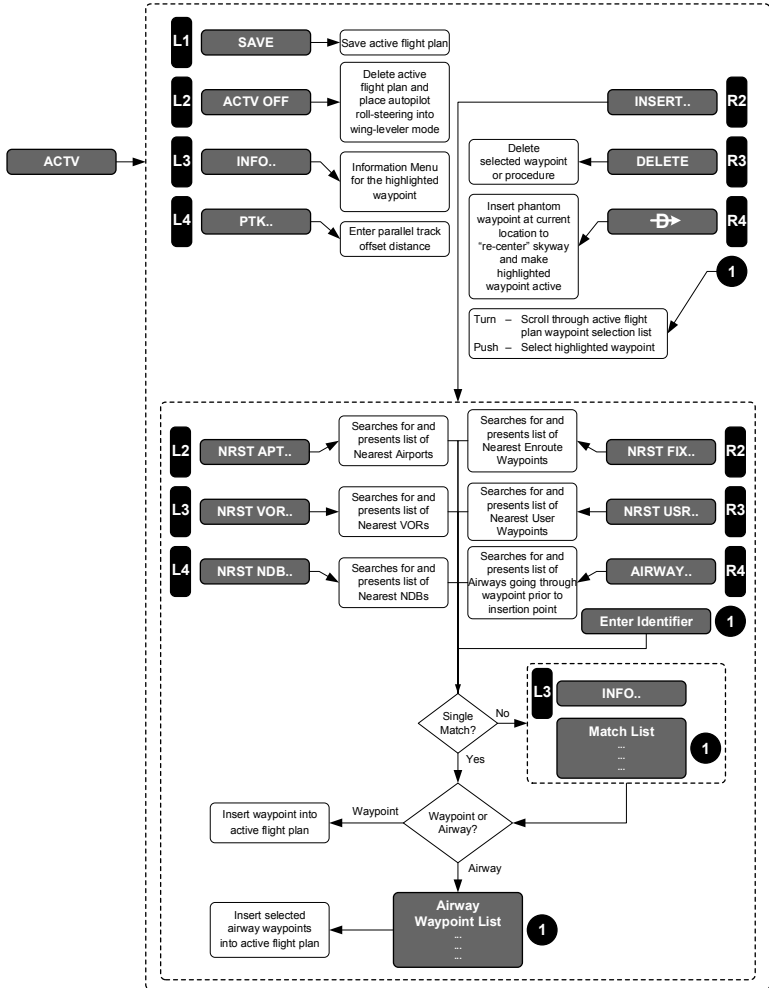 L1
SAVE
Save active flight plan
L2
ACTV OFF
Delete active
flight plan and
place autopilot
roll-steering into
wing-leveler mode
INSERT..
R2
ACTV
L3
INFO..
Information Menu
for the highlighted
waypoint
Delete
selected waypoint
or procedure
DELETE
R3
L4
PTK..
Enter parallel track
offset distance
Insert phantom
waypoint at current
location to
“re-center” skyway
and make
highlighted
waypoint active
D
R4
1
Turn – Scroll through active flight
plan waypoint selection list
Push – Select highlighted waypoint
L2
NRST APT..
Searches for and
presents list of
Nearest Airports
Searches for and
presents list of
Nearest Enroute
Waypoints
NRST FIX..
R2
L3
NRST VOR..
Searches for and
presents list of
Nearest VORs
Searches for and
presents list of
Nearest User
Waypoints
NRST USR..
R3
L4
NRST NDB..
Searches for and
presents list of
Nearest NDBs
Searches for and
presents list of
Airways going through
waypoint prior to
insertion point
AIRWAY..
R4
Enter Identifier
1
Single
Match?
No
Yes
L3
INFO..
Match List
...
...
...
1
Waypoint or
Airway?
Waypoint
Insert waypoint into
active flight plan
Airway
Airway
Waypoint List
...
...
...
1
Insert selected
airway waypoints
into active flight plan